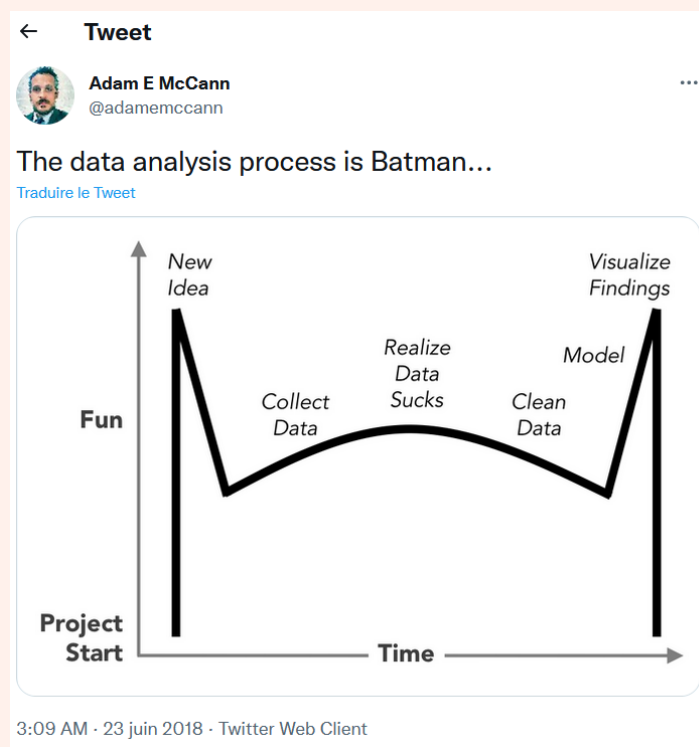 Tweet
Adam E McCann
@adamemccann
The data analysis process is Batman...
Traduire le Tweet
New
Idea
Visualize
Findings
Realize
Data
Sucks
Model
Collect
Data
Clean
Data
Fun
Project
Start
Time
3:09 AM · 23 juin 2018 · Twitter Web Client